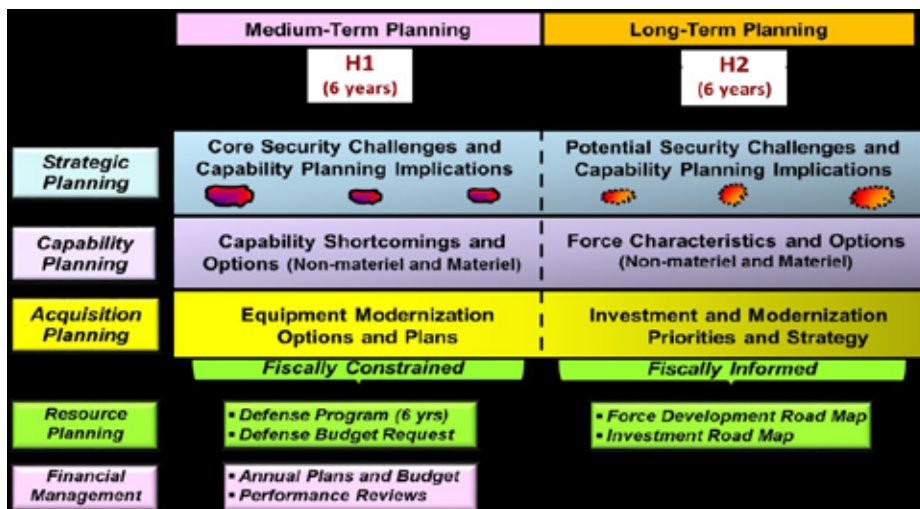 Medium-Term Planning
Long-Term Planning
H1
(6 years)
H2
(6 years)
Strategic
Planning
Core Security Challenges and
Capability Planning Implications
Potential Security Challenges and
Capability Planning Implications
Capability
Planning
Capability Shortcomings and
Options (Non-materiel and Materiel)
Force Characteristics and Options
(Non-materiel and Materiel)
Acquisition
Planning
Equipment Modernization
Options and Plans
Investment and Modernization
Priorities and Strategy
Fiscally Constrained
Fiscally Informed
Resource
Planning
▪ Defense Program (6 yrs)
▪ Defense Budget Request
▪ Force Development Road Map
▪ Investment Road Map
Financial
Management
▪ Annual Plans and Budget
▪ Performance Reviews